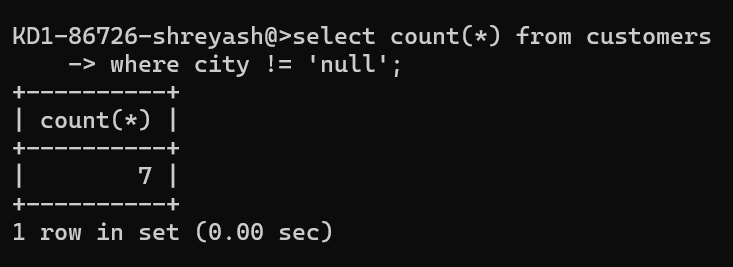 KD1-86726-shreyash@>select count(*) from customers
    -> where city != 'null';
+----------+
| count(*) |
+----------+
|        7 |
+----------+
1 row in set (0.00 sec)